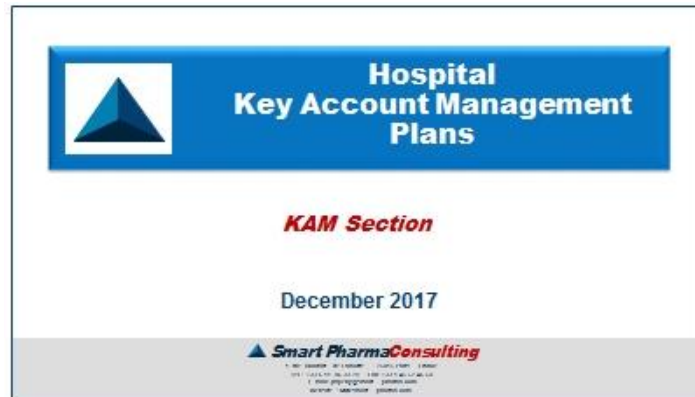 Hospital
Key Account Management
Plans
KAM Section
December 2017
Smart PharmaConsulting